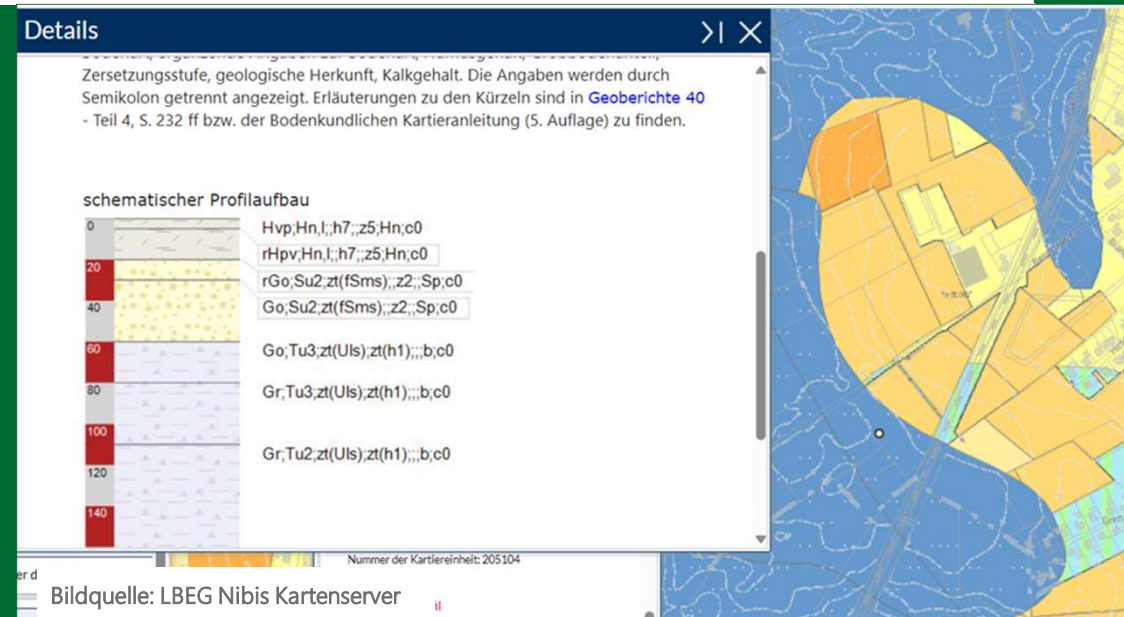 Details
Zersetzungsstufe, geologische Herkunft, Kalkgehalt. Die Angaben werden durch
Semikolon getrennt angezeigt. Erläuterungen zu den Kürzeln sind in Geoberichte 40
- Teil 4, S. 232 ff bzw. der Bodenkundlichen Kartieranleitung (5. Auflage) zu finden.
schematischer Profilaufbau
0
Hvp;Hn,l;;h7;;z5;Hn;c0
rHpv;Hn,l;;h7;;z5;Hn;c0
20
rGo;Su2;zt(fSms);;z2;;Sp;c0
40
Go;Su2;zt(fSms);;z2;;Sp;c0
60
Go;Tu3;zt(Uls);zt(h1);;;b;c0
80
Gr;Tu3;zt(Uls);zt(h1);;;b;c0
100
Gr;Tu2;zt(Uls);zt(h1);;;b;c0
120
140
Nummer der Kartiereinheit: 205104
Bildquelle: LBEG Nibis Kartenserver